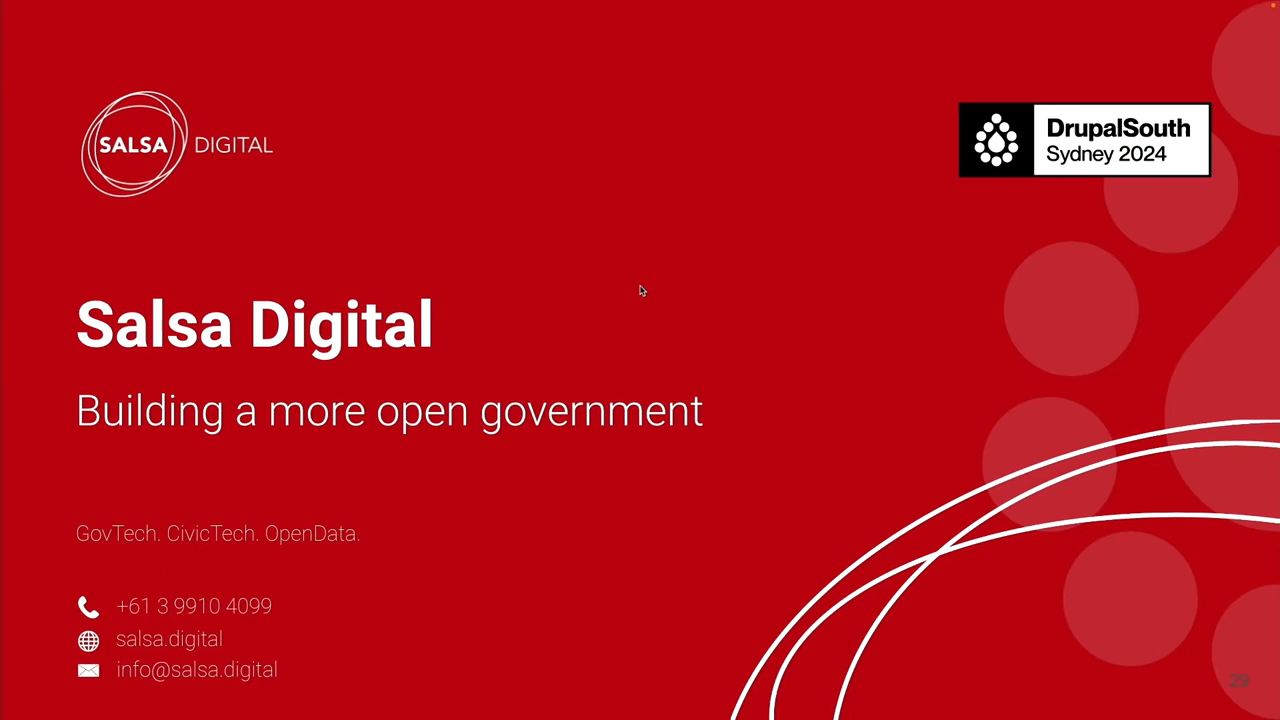 SALSA DIGITAL
DrupalSouth
Sydney 2024
Salsa Digital
Building a more open government
GovTech. CivicTech. OpenData.
+61 3 9910 4099
salsa.digital
info@salsa.digital
29